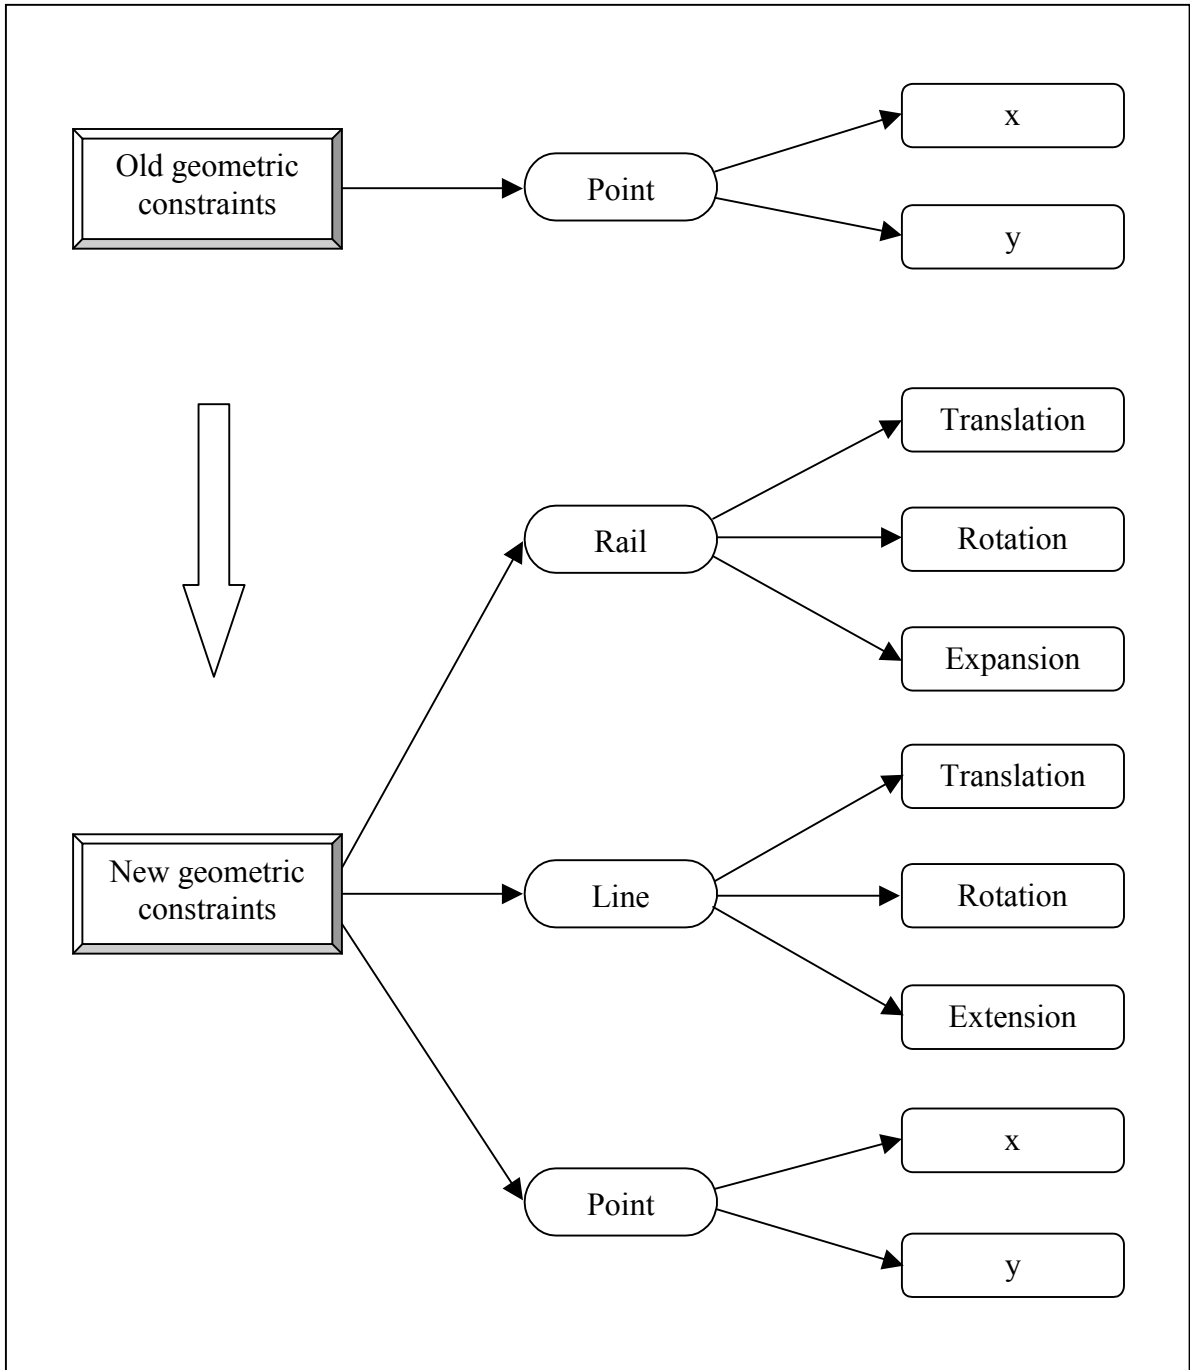 Old geometric
constraints
Point
x
y
New geometric
constraints
Rail
Translation
Rotation
Expansion
Line
Translation
Rotation
Extension
Point
x
y